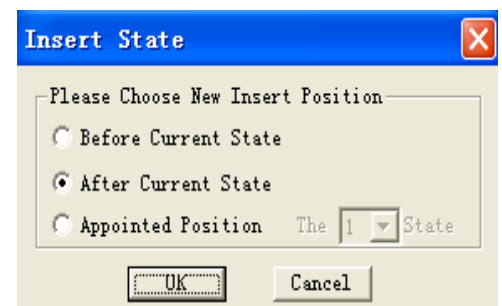 Insert State
Please Choose New Insert Position
Before Current State
After Current State
Appointed Position The 1 State
OK Cancel